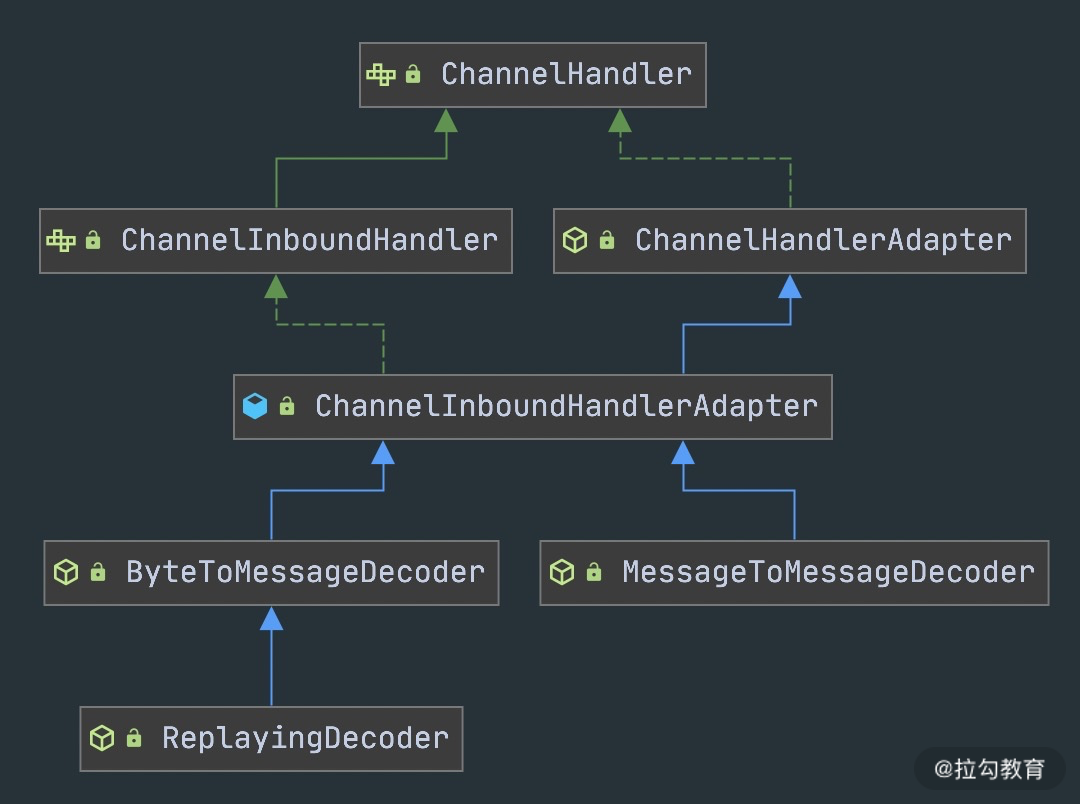 ChannelHandler
ChannelInboundHandler
ChannelHandlerAdapter
ChannelInboundHandlerAdapter
ByteToMessageDecoder
MessageToMessageDecoder
ReplayingDecoder
@拉勾教育